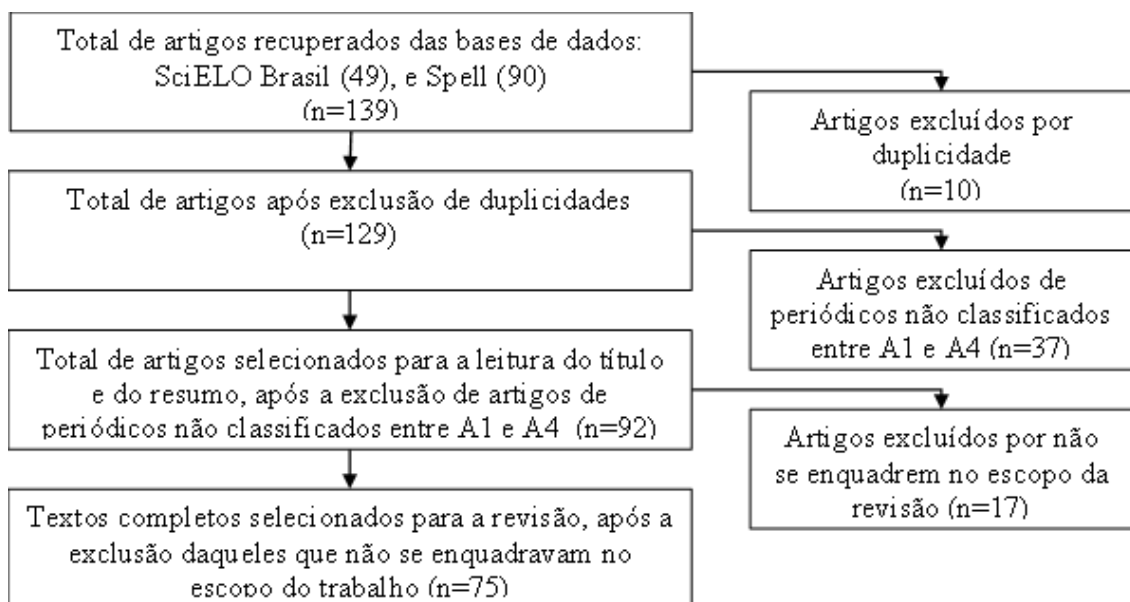 Total de artigos recuperados das bases de dados:
SciELO Brasil (49), e Spell (90)
(n=139)
Artigos excluídos por
duplicidade
(n=10)
Total de artigos após exclusão de duplicidades
(n=129)
Artigos excluídos de
periódicos não classificados
entre A1 e A4 (n=37)
Total de artigos selecionados para a leitura do título
e do resumo, após a exclusão de artigos de
periódicos não classificados entre A1 e A4 (n=92)
Artigos excluídos por não
se enquadrem no escopo da
revisão (n=17)
Textos completos selecionados para a revisão, após a
exclusão daqueles que não se enquadravam no
escopo do trabalho (n=75)